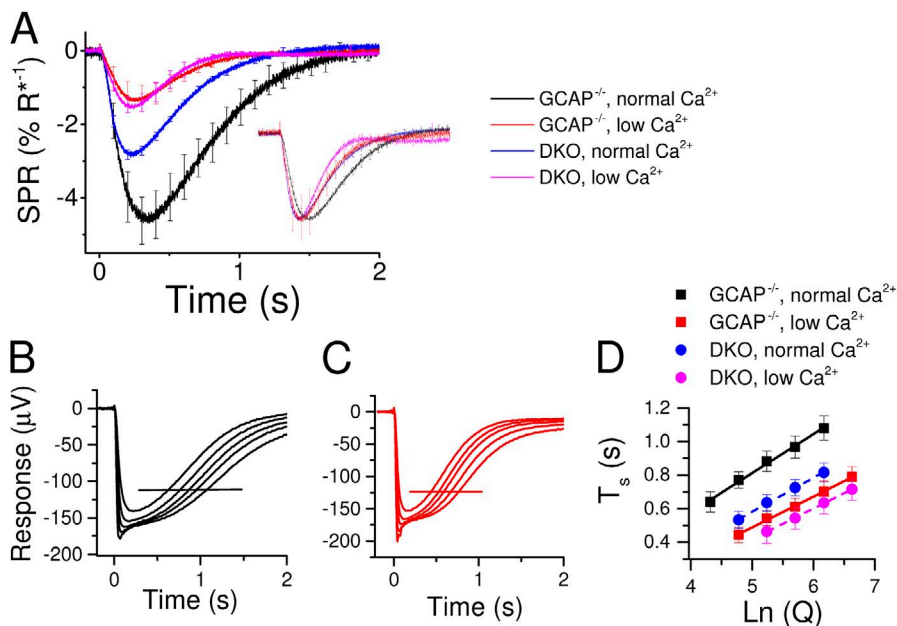 A
SPR (% R*⁻¹)
0
-2
-4
0
1
2
Time (s)
GCAP⁻/⁻, normal Ca²⁺
GCAP⁻/⁻, low Ca²⁺
DKO, normal Ca²⁺
DKO, low Ca²⁺
GCAP⁻/⁻, normal Ca²⁺
GCAP⁻/⁻, low Ca²⁺
DKO, normal Ca²⁺
DKO, low Ca²⁺
B
Response (µV)
0
-50
-100
-150
-200
0
1
2
Time (s)
C
0
-50
-100
-150
-200
0
1
2
Time (s)
D
Tₛ (s)
1.2
1.0
0.8
0.6
0.4
4
5
6
7
Ln (Q)